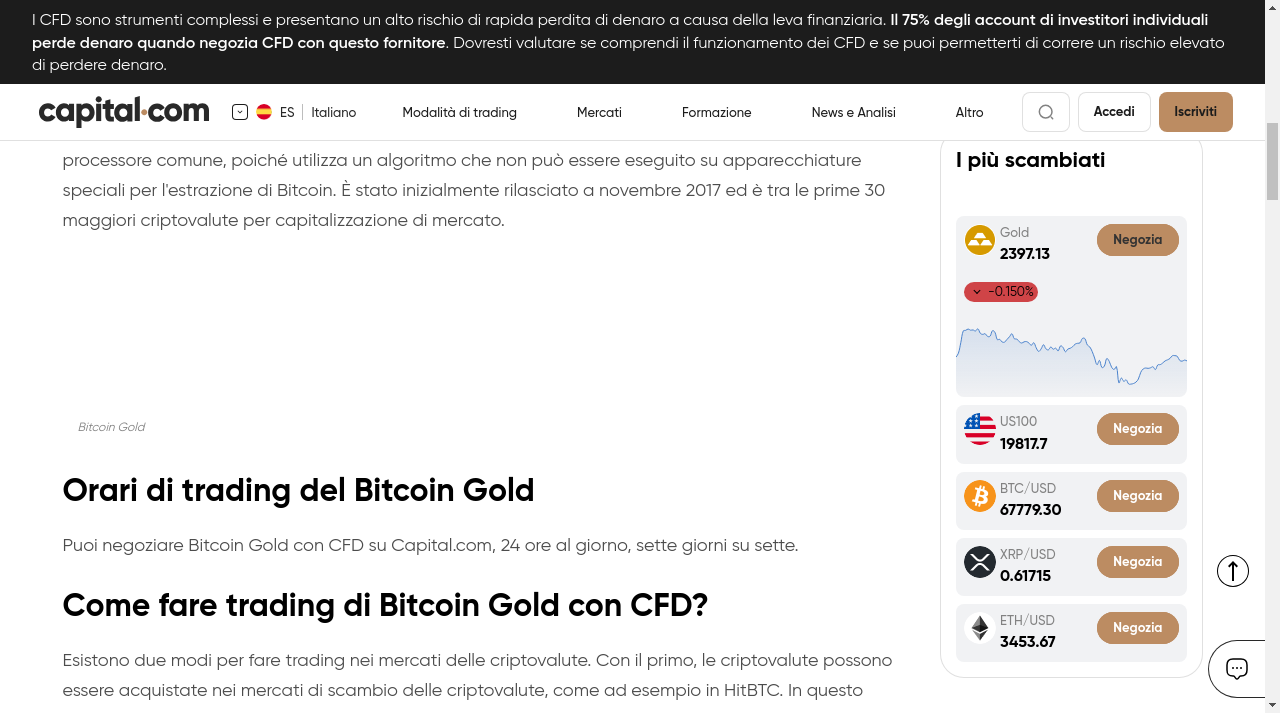 I CFD sono strumenti complessi e presentano un alto rischio di rapida perdita di denaro a causa della leva finanziaria. Il 75% degli account di investitori individuali
perde denaro quando negozia CFD con questo fornitore. Dovresti valutare se comprendi il funzionamento dei CFD e se puoi permetterti di correre un rischio elevato
di perdere denaro.
capital.com
ES
Italiano
Modalità di trading
Mercati
Formazione
News e Analisi
Altro
Accedi
Iscriviti
processore comune, poiché utilizza un algoritmo che non può essere eseguito su apparecchiature
speciali per l'estrazione di Bitcoin. È stato inizialmente rilasciato a novembre 2017 ed è tra le prime 30
maggiori criptovalute per capitalizzazione di mercato.
Bitcoin Gold
Orari di trading del Bitcoin Gold
Puoi negoziare Bitcoin Gold con CFD su Capital.com, 24 ore al giorno, sette giorni su sette.
Come fare trading di Bitcoin Gold con CFD?
Esistono due modi per fare trading nei mercati delle criptovalute. Con il primo, le criptovalute possono
essere acquistate nei mercati di scambio delle criptovalute, come ad esempio in HitBTC. In questo
I più scambiati
Gold
2397.13
Negozia
-0.150%
US100
19817.7
Negozia
BTC/USD
67779.30
Negozia
XRP/USD
0.61715
Negozia
ETH/USD
3453.67
Negozia